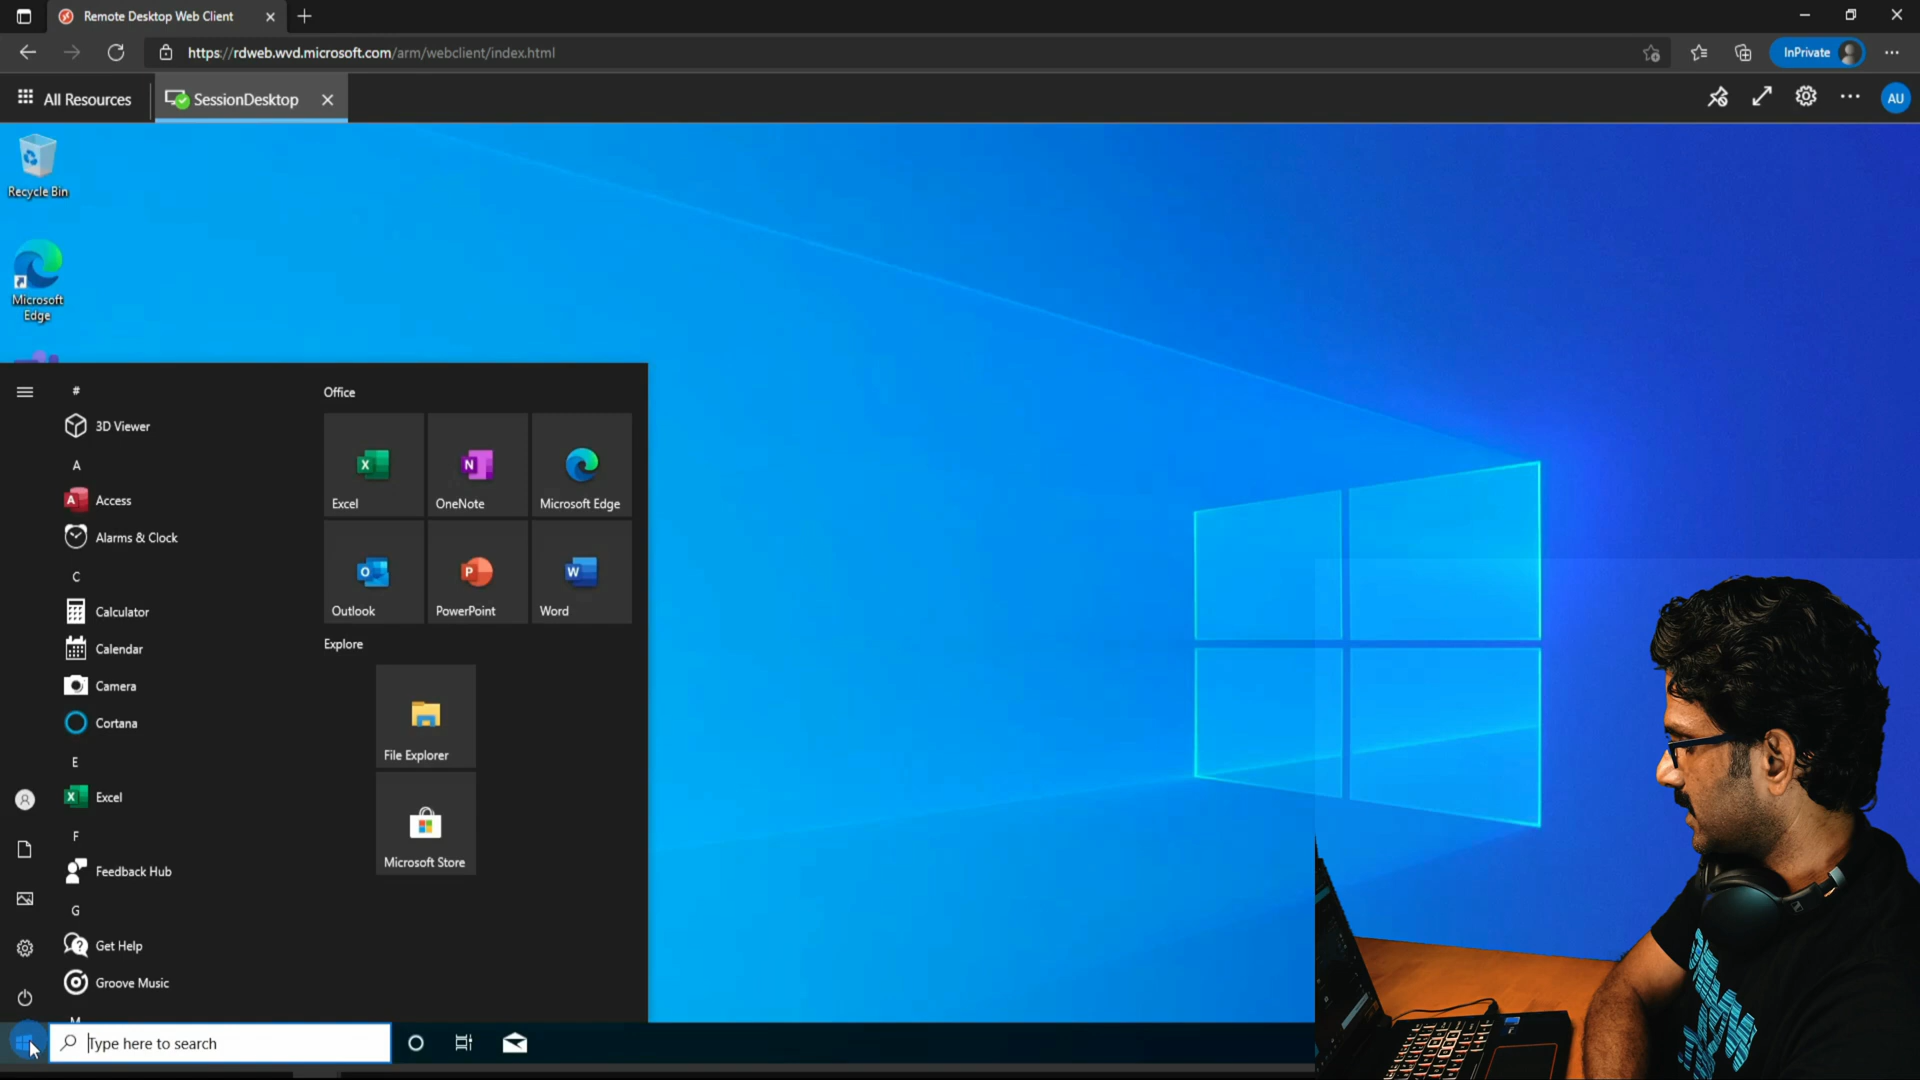 Remote Desktop Web Client
https://rdweb.wvd.microsoft.com/arm/webclient/index.html
InPrivate
All Resources
SessionDesktop
AU
Recycle Bin
Microsoft
Edge
#
3D Viewer
A
Access
Alarms & Clock
C
Calculator
Calendar
Camera
Cortana
E
Excel
F
Feedback Hub
G
Get Help
Groove Music
M
Office
Excel
OneNote
Microsoft Edge
Outlook
PowerPoint
Word
Explore
File Explorer
Microsoft Store
Type here to search